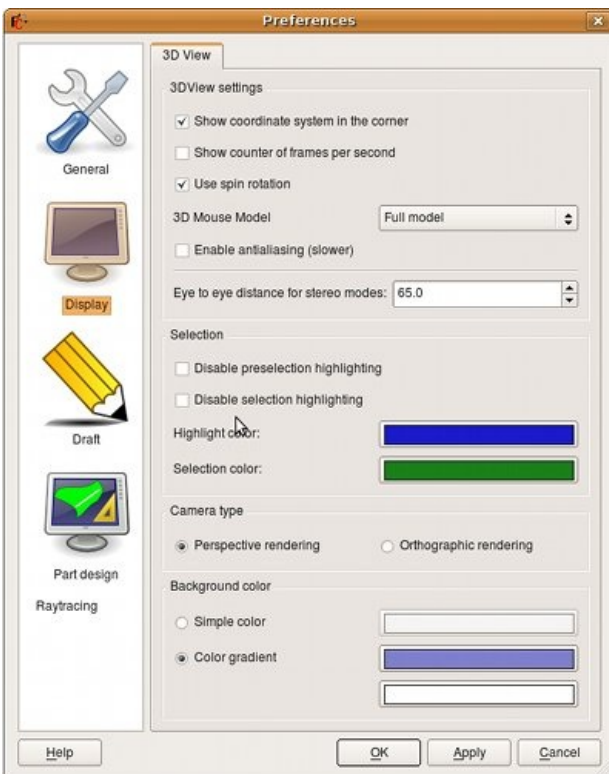 Preferences
General
Display
Draft
Part design
Raytracing
3D View
3DView settings
Show coordinate system in the corner
Show counter of frames per second
Use spin rotation
3D Mouse Model Full model
Enable antialiasing (slower)
Eye to eye distance for stereo modes: 65.0
Selection
Disable preselection highlighting
Disable selection highlighting
Highlight color:
Selection color:
Camera type
Perspective rendering Orthographic rendering
Background color
Simple color
Color gradient
Help OK Apply Cancel